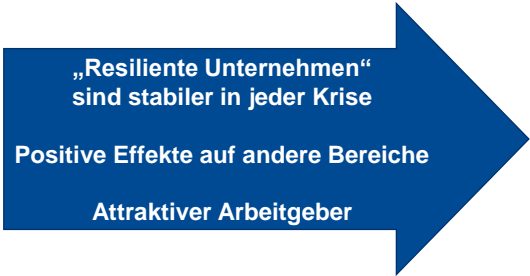 „Resiliente Unternehmen“
sind stabiler in jeder Krise
Positive Effekte auf andere Bereiche
Attraktiver Arbeitgeber